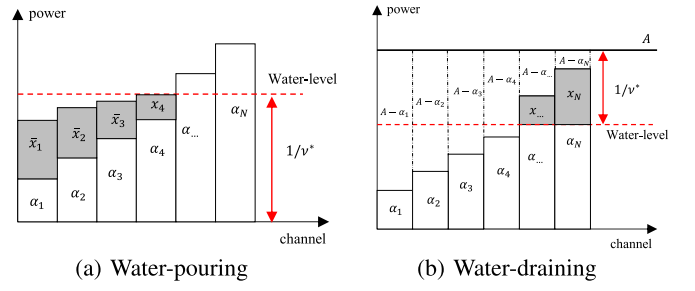 power
Water-level
x̄₁
x̄₂
x̄₃
x₄
α₁
α₂
α₃
α₄
α...
αN
1/ν*
channel
(a) Water-pouring
power
A
A − α₁
A − α₂
A − α₃
A − α₄
A − α...
A − αN
x...
xN
1/ν*
Water-level
α₁
α₂
α₃
α₄
α...
αN
channel
(b) Water-draining